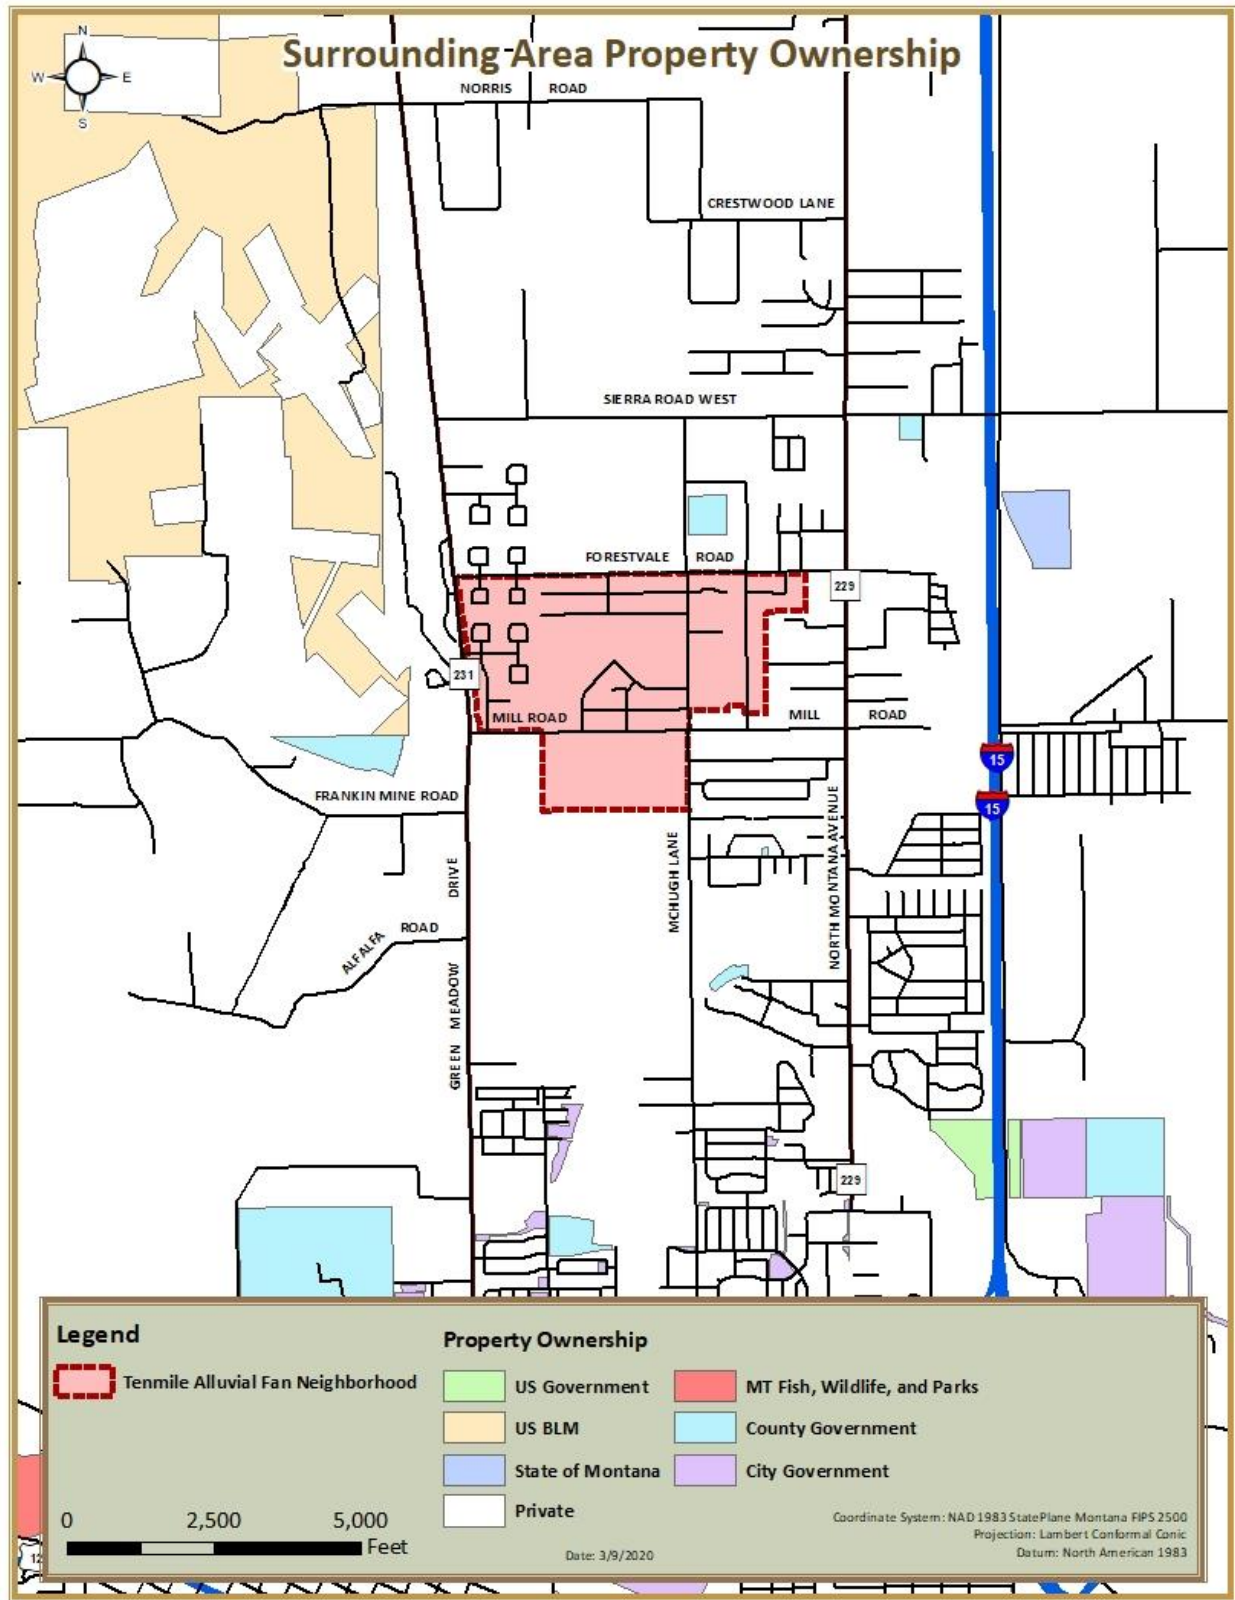 Surrounding Area Property Ownership
N
W E
S
NORRIS ROAD
CRESTWOOD LANE
SIERRA ROAD WEST
FORESTVALE ROAD
229
231
MILL ROAD
MILL ROAD
15
15
FRANKIN MINE ROAD
NORTH MONTANA AVENUE
MCHUGH LANE
GREEN MEADOW DRIVE
ALFALFA ROAD
229
Legend
Tenmile Alluvial Fan Neighborhood
Property Ownership
US Government
MT Fish, Wildlife, and Parks
US BLM
County Government
State of Montana
City Government
Private
0 2,500 5,000
Feet
Date: 3/9/2020
Coordinate System: NAD 1983 StatePlane Montana FIPS 2500
Projection: Lambert Conformal Conic
Datum: North American 1983
12